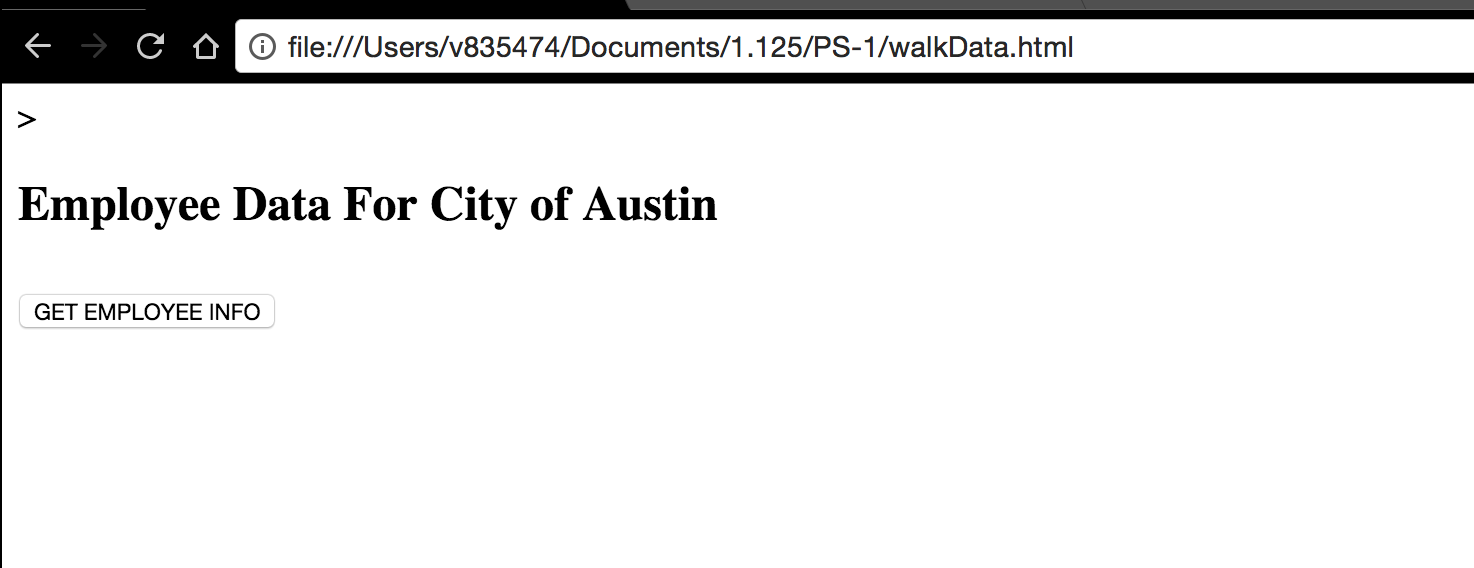 file:///Users/v835474/Documents/1.125/PS-1/walkData.html
>
Employee Data For City of Austin
GET EMPLOYEE INFO